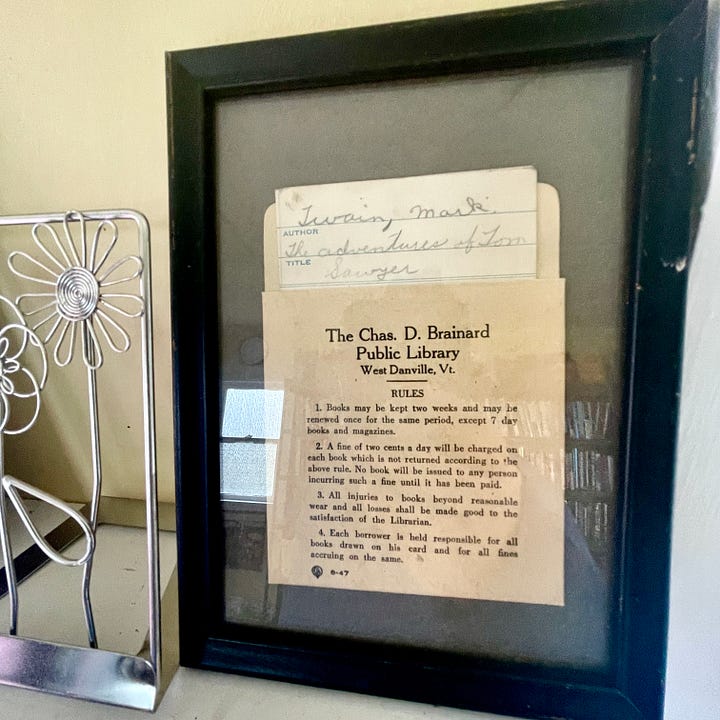 Twain, Mark.
AUTHOR
The adventures of Tom
TITLE
Sawyer
The Chas. D. Brainard
Public Library
West Danville, Vt.
RULES
1. Books may be kept two weeks and may be
renewed once for the same period, except 7 day
books and magazines.
2. A fine of two cents a day will be charged on
each book which is not returned according to the
above rule. No book will be issued to any person
incurring such a fine until it has been paid.
3. All injuries to books beyond reasonable
wear and all losses shall be made good to the
satisfaction of the Librarian.
4. Each borrower is held responsible for all
books drawn on his card and for all fines
accruing on the same.
6-47